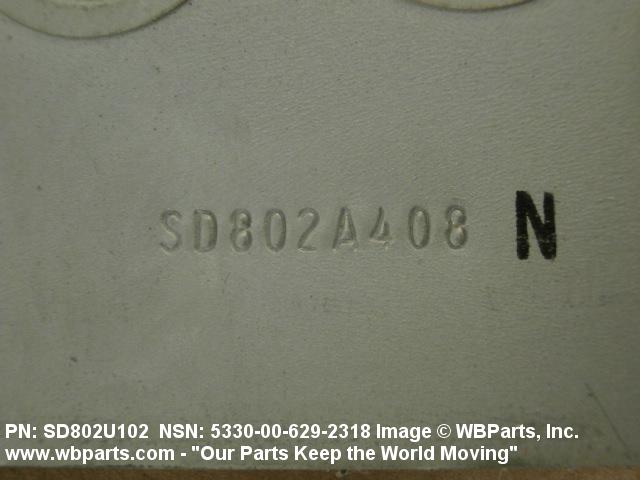 SD802A408 N
PN: SD802U102 NSN: 5330-00-629-2318 Image © WBParts, Inc.
www.wbparts.com - "Our Parts Keep the World Moving"